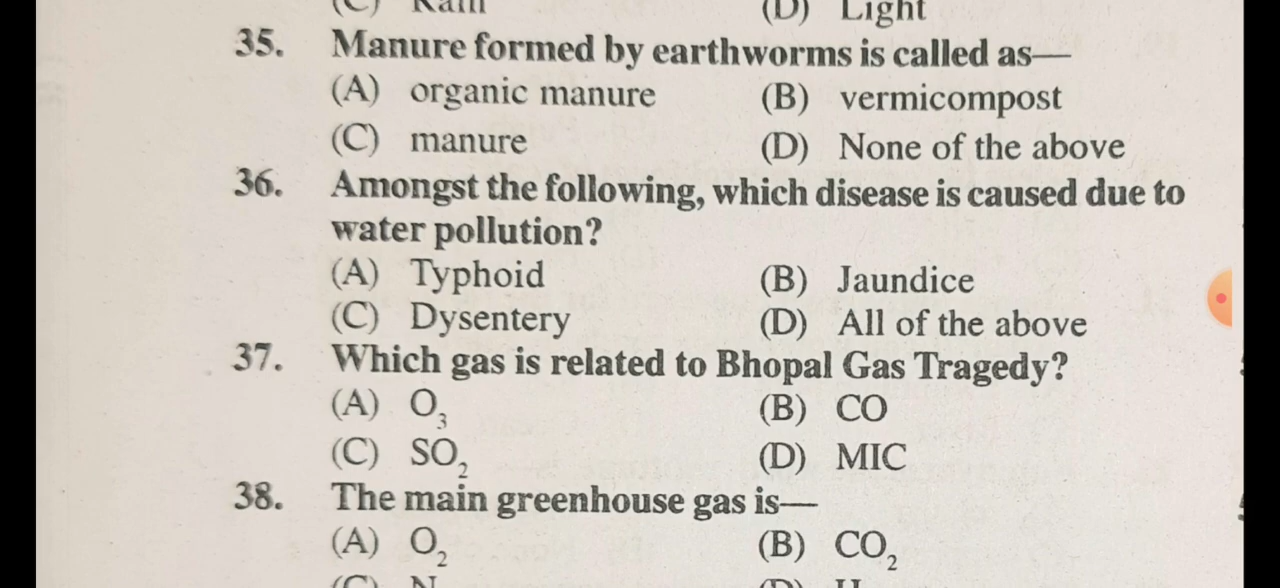 (C) Rain (D) Light
35. Manure formed by earthworms is called as—
(A) organic manure (B) vermicompost
(C) manure (D) None of the above
36. Amongst the following, which disease is caused due to
water pollution?
(A) Typhoid (B) Jaundice
(C) Dysentery (D) All of the above
37. Which gas is related to Bhopal Gas Tragedy?
(A) O₃ (B) CO
(C) SO₂ (D) MIC
38. The main greenhouse gas is—
(A) O₂ (B) CO₂
(C) N (D) H